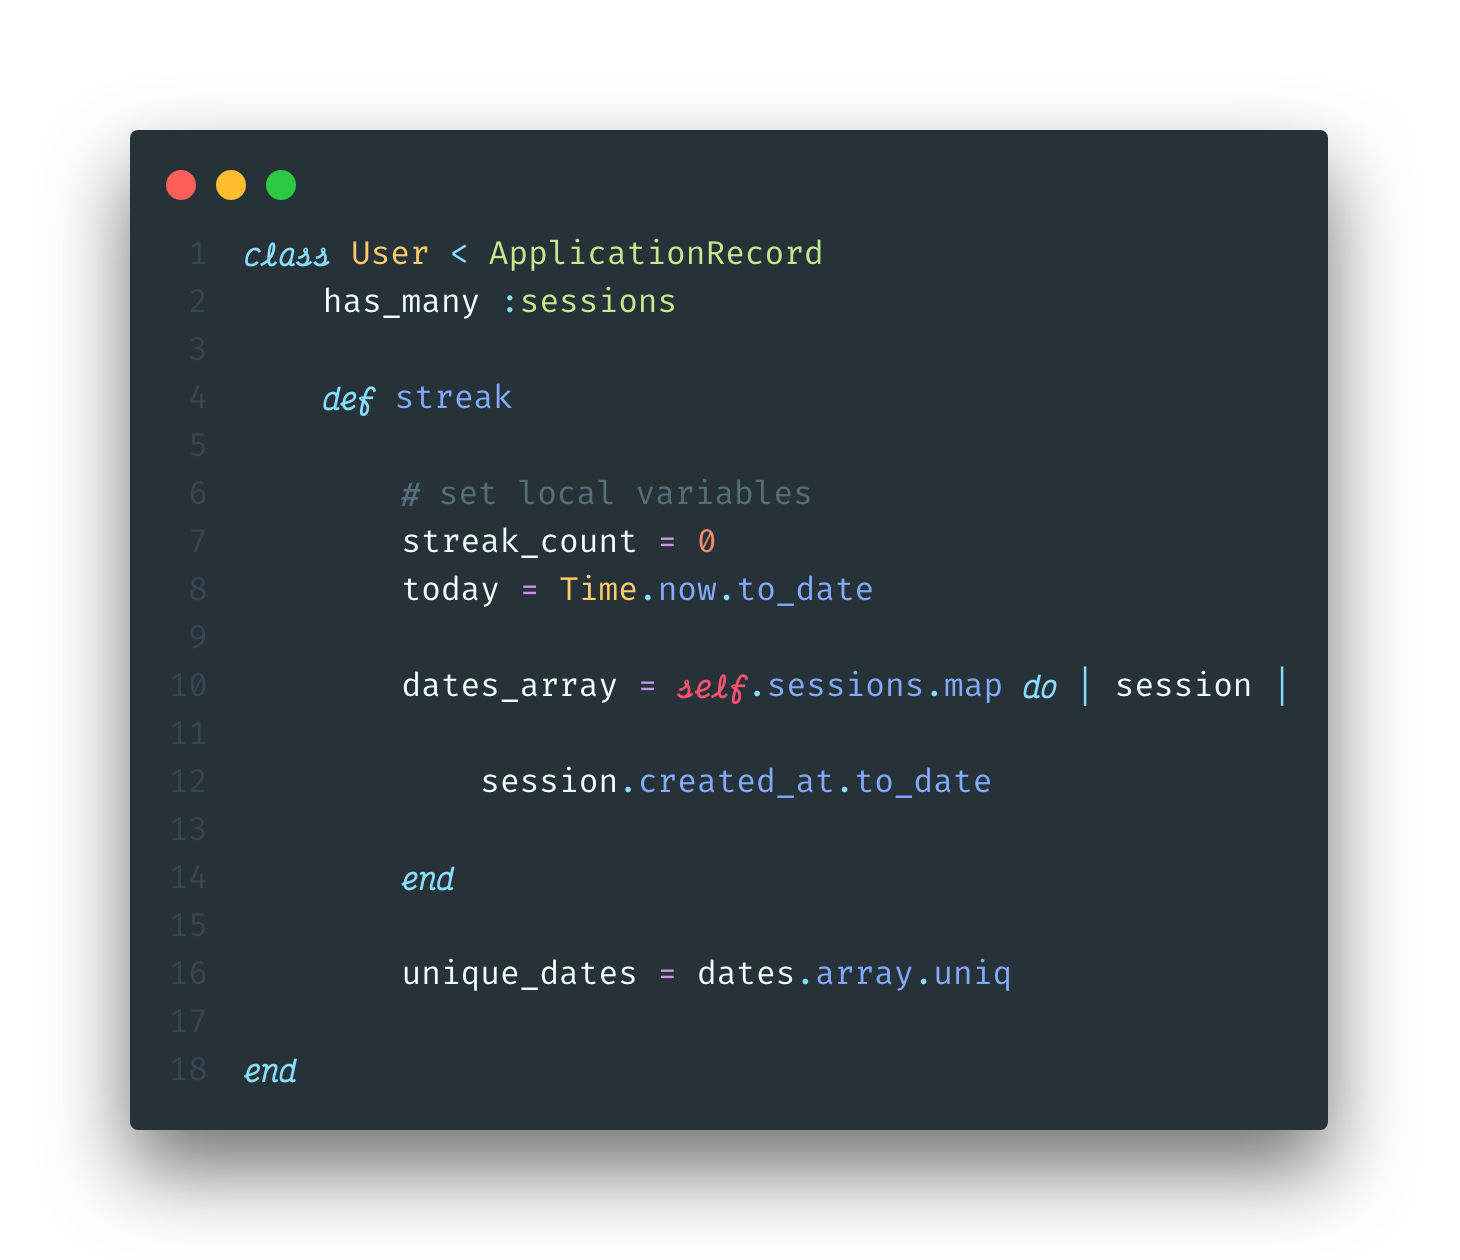 1 class User < ApplicationRecord
2 has_many :sessions
3
4 def streak
5
6 # set local variables
7 streak_count = 0
8 today = Time.now.to_date
9
10 dates_array = self.sessions.map do | session |
11
12 session.created_at.to_date
13
14 end
15
16 unique_dates = dates.array.uniq
17
18 end